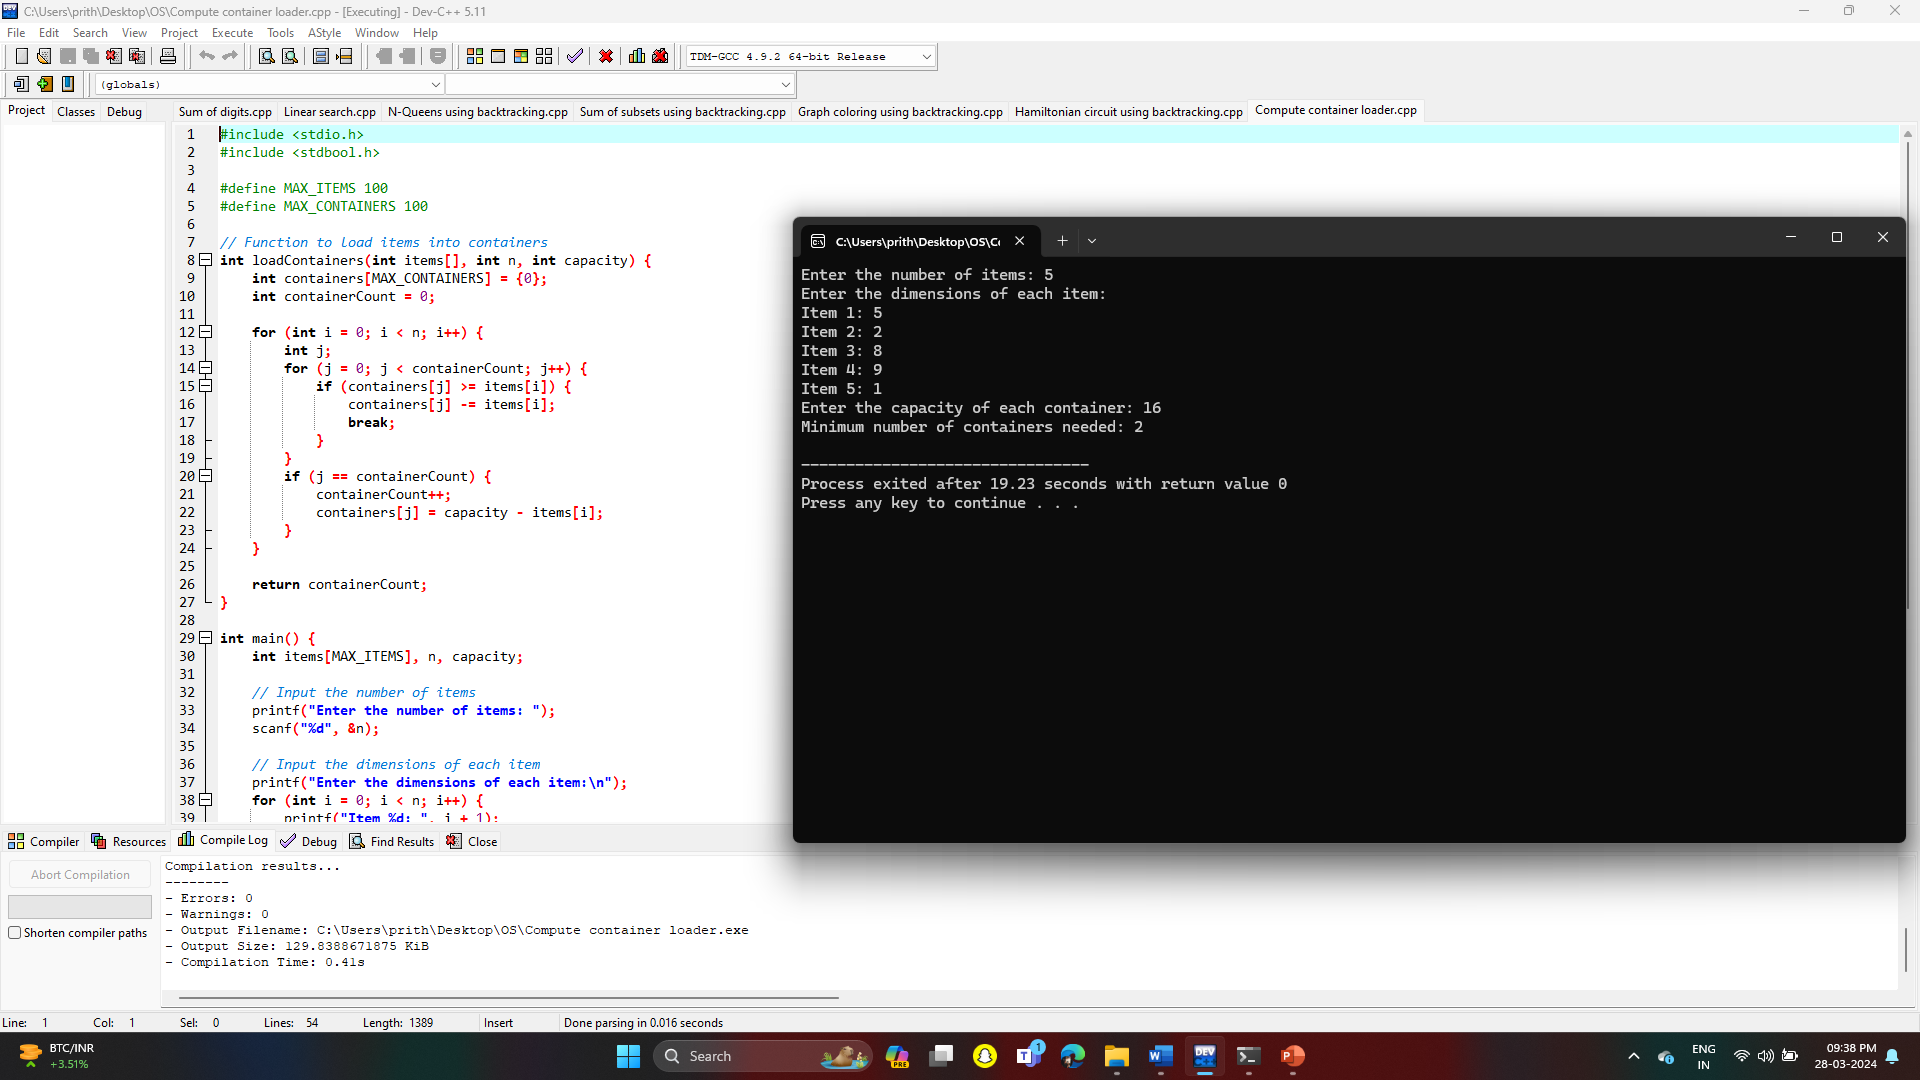 C:\Users\prith\Desktop\OS\Compute container loader.cpp - [Executing] - Dev-C++ 5.11
File Edit Search View Project Execute Tools AStyle Window Help
TDM-GCC 4.9.2 64-bit Release
(globals)
Project Classes Debug
Sum of digits.cpp Linear search.cpp N-Queens using backtracking.cpp Sum of subsets using backtracking.cpp Graph coloring using backtracking.cpp Hamiltonian circuit using backtracking.cpp Compute container loader.cpp
1 #include <stdio.h>
2 #include <stdbool.h>
3
4 #define MAX_ITEMS 100
5 #define MAX_CONTAINERS 100
6
7 // Function to load items into containers
8 int loadContainers(int items[], int n, int capacity) {
9 int containers[MAX_CONTAINERS] = {0};
10 int containerCount = 0;
11
12 for (int i = 0; i < n; i++) {
13 int j;
14 for (j = 0; j < containerCount; j++) {
15 if (containers[j] >= items[i]) {
16 containers[j] -= items[i];
17 break;
18 }
19 }
20 if (j == containerCount) {
21 containerCount++;
22 containers[j] = capacity - items[i];
23 }
24 }
25
26 return containerCount;
27 }
28
29 int main() {
30 int items[MAX_ITEMS], n, capacity;
31
32 // Input the number of items
33 printf("Enter the number of items: ");
34 scanf("%d", &n);
35
36 // Input the dimensions of each item
37 printf("Enter the dimensions of each item:\n");
38 for (int i = 0; i < n; i++) {
39 printf("Item %d: ", i + 1);
C:\Users\prith\Desktop\OS\C
Enter the number of items: 5
Enter the dimensions of each item:
Item 1: 5
Item 2: 2
Item 3: 8
Item 4: 9
Item 5: 1
Enter the capacity of each container: 16
Minimum number of containers needed: 2
--------------------------------
Process exited after 19.23 seconds with return value 0
Press any key to continue . . .
Compiler Resources Compile Log Debug Find Results Close
Abort Compilation
Shorten compiler paths
Compilation results...
--------
- Errors: 0
- Warnings: 0
- Output Filename: C:\Users\prith\Desktop\OS\Compute container loader.exe
- Output Size: 129.8388671875 KiB
- Compilation Time: 0.41s
Line: 1 Col: 1 Sel: 0 Lines: 54 Length: 1389 Insert Done parsing in 0.016 seconds
BTC/INR
+3.51%
Search
PRE
1
DEV
ENG
IN
09:38 PM
28-03-2024